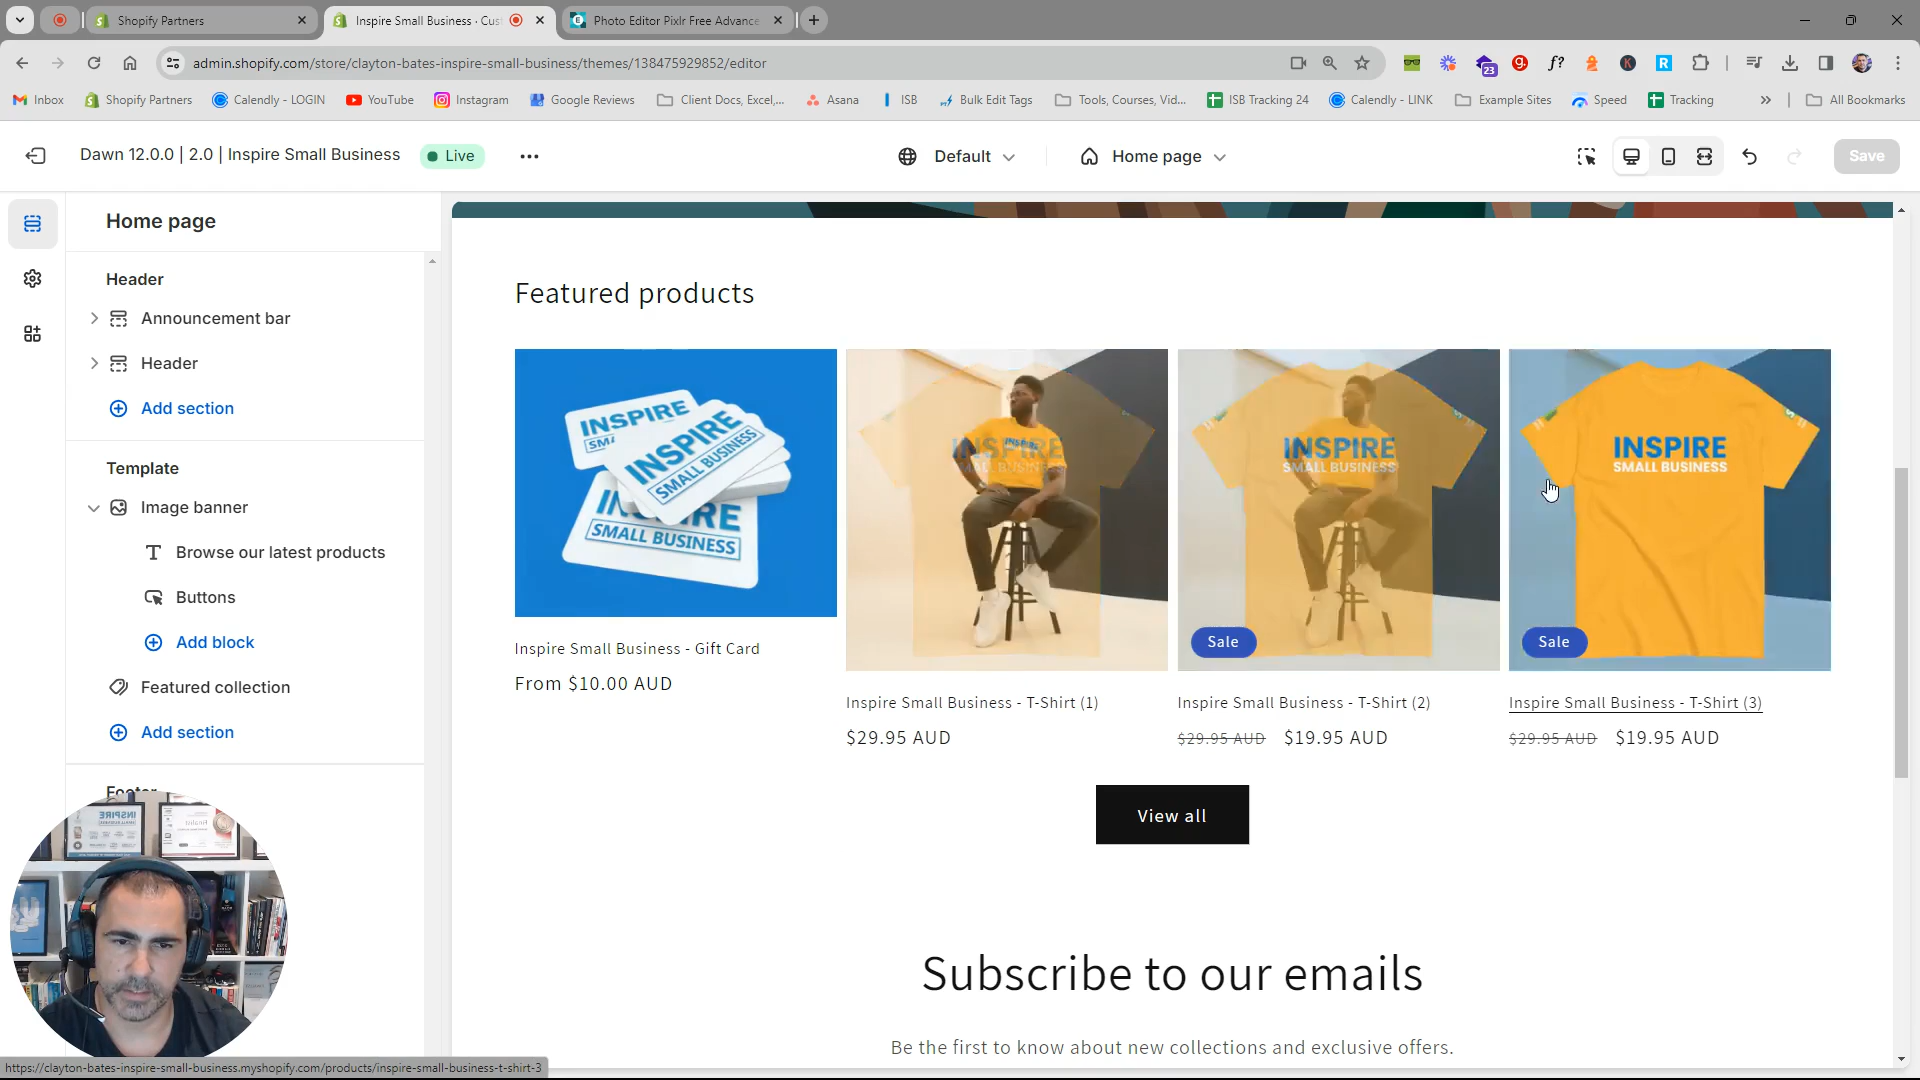 Shopify Partners
Inspire Small Business · Cus
Photo Editor Pixlr Free Advance
admin.shopify.com/store/clayton-bates-inspire-small-business/themes/138475929852/editor
23
Inbox
Shopify Partners
Calendly - LOGIN
YouTube
Instagram
Google Reviews
Client Docs, Excel,...
Asana
ISB
Bulk Edit Tags
Tools, Courses, Vid...
ISB Tracking 24
Calendly - LINK
Example Sites
Speed
Tracking
All Bookmarks
Dawn 12.0.0 | 2.0 | Inspire Small Business
Live
Default
Home page
Save
Home page
Header
Announcement bar
Header
Add section
Template
Image banner
Browse our latest products
Buttons
Add block
Featured collection
Add section
Footer
Featured products
INSPIRE
SMALL BUSINESS
INSPIRE
SMALL BUSINESS
INSPIRE
SMALL BUSINESS
INSPIRE
SMALL BUSINESS
Sale
Sale
Inspire Small Business - Gift Card
From $10.00 AUD
Inspire Small Business - T-Shirt (1)
$29.95 AUD
Inspire Small Business - T-Shirt (2)
$29.95 AUD $19.95 AUD
Inspire Small Business - T-Shirt (3)
$29.95 AUD $19.95 AUD
View all
Subscribe to our emails
Be the first to know about new collections and exclusive offers.
https://clayton-bates-inspire-small-business.myshopify.com/products/inspire-small-business-t-shirt-3